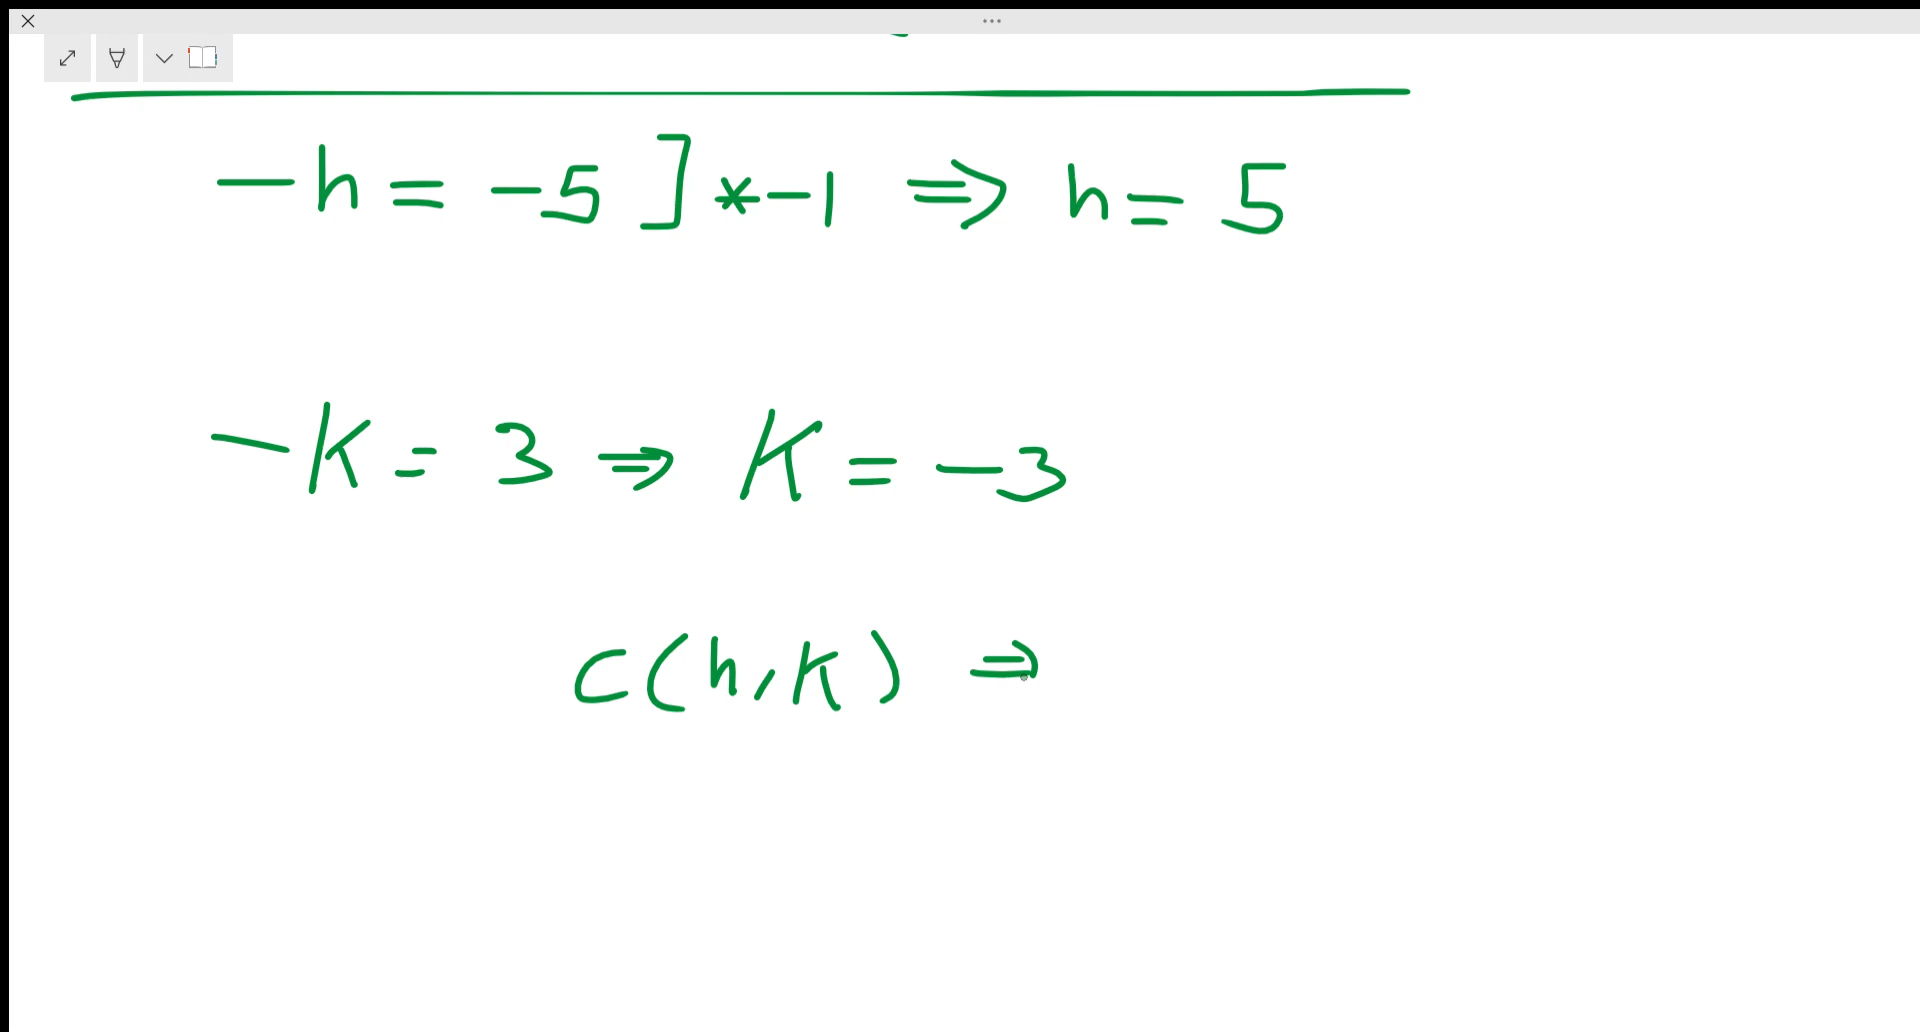 -h = -5 ] * -1 ⇒ h = 5
-K = 3 ⇒ K = -3
C(h,K) ⇒